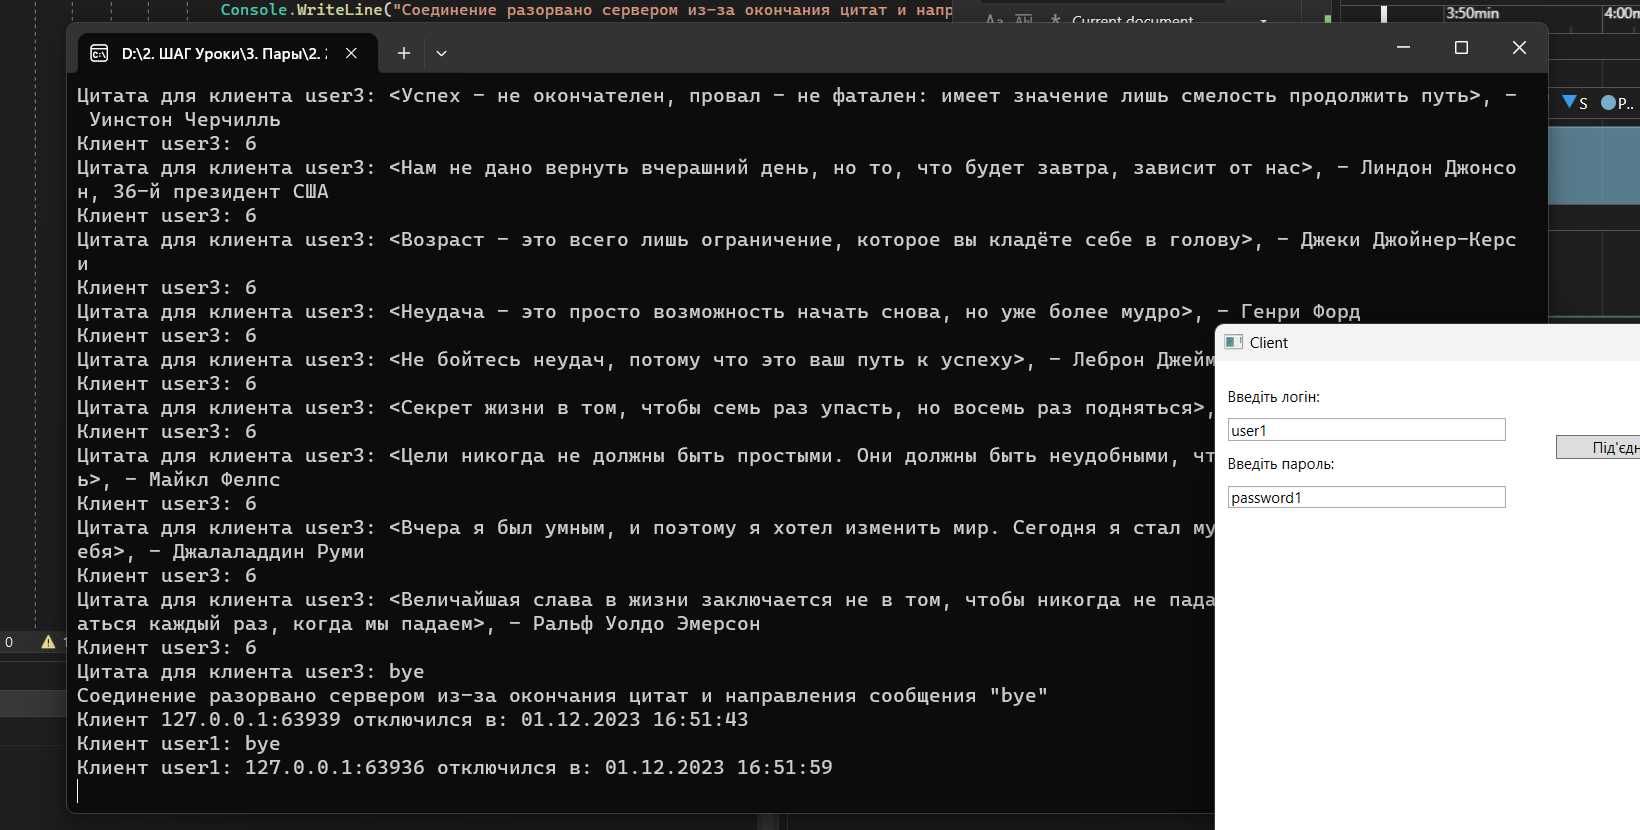 Console.WriteLine("Соединение разорвано сервером из-за окончания цитат и напр
Current document
3:50min
4:00m
D:\2. ШАГ Уроки\3. Пары\2.
S
P..
Цитата для клиента user3: <Успех - не окончателен, провал - не фатален: имеет значение лишь смелость продолжить путь>, -
Уинстон Черчилль
Клиент user3: 6
Цитата для клиента user3: <Нам не дано вернуть вчерашний день, но то, что будет завтра, зависит от нас>, - Линдон Джонсо
н, 36-й президент США
Клиент user3: 6
Цитата для клиента user3: <Возраст - это всего лишь ограничение, которое вы кладёте себе в голову>, - Джеки Джойнер-Керс
и
Клиент user3: 6
Цитата для клиента user3: <Неудача - это просто возможность начать снова, но уже более мудро>, - Генри Форд
Клиент user3: 6
Цитата для клиента user3: <Не бойтесь неудач, потому что это ваш путь к успеху>, - Леброн Джейм
Клиент user3: 6
Цитата для клиента user3: <Секрет жизни в том, чтобы семь раз упасть, но восемь раз подняться>,
Клиент user3: 6
Цитата для клиента user3: <Цели никогда не должны быть простыми. Они должны быть неудобными, чт
ь>, - Майкл Фелпс
Клиент user3: 6
Цитата для клиента user3: <Вчера я был умным, и поэтому я хотел изменить мир. Сегодня я стал му
ебя>, - Джалаладдин Руми
Клиент user3: 6
Цитата для клиента user3: <Величайшая слава в жизни заключается не в том, чтобы никогда не пада
аться каждый раз, когда мы падаем>, - Ральф Уолдо Эмерсон
Клиент user3: 6
Цитата для клиента user3: bye
Соединение разорвано сервером из-за окончания цитат и направления сообщения "bye"
Клиент 127.0.0.1:63939 отключился в: 01.12.2023 16:51:43
Клиент user1: bye
Клиент user1: 127.0.0.1:63936 отключился в: 01.12.2023 16:51:59
0
Client
Введіть логін:
user1
Під'єдн
Введіть пароль:
password1